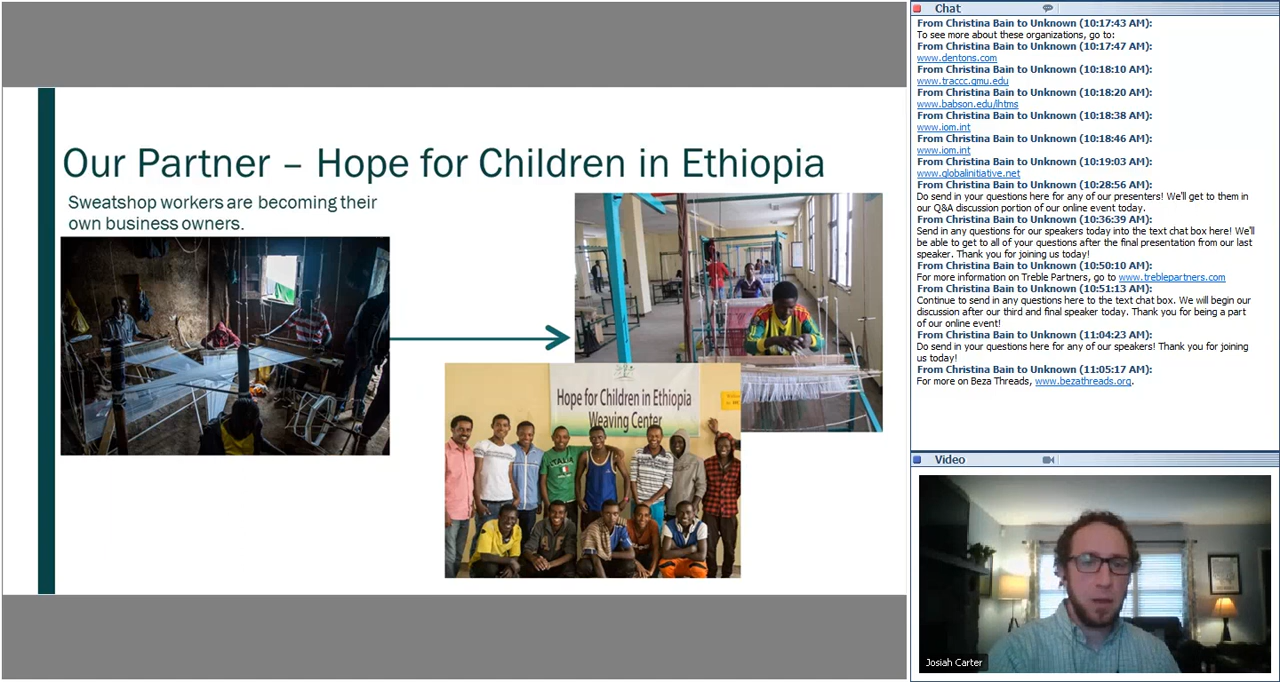 Our Partner – Hope for Children in Ethiopia
Sweatshop workers are becoming their
own business owners.
Hope for Children in Ethiopia
Weaving Center
ITALIA
Chat
From Christina Bain to Unknown (10:17:43 AM):
To see more about these organizations, go to:
From Christina Bain to Unknown (10:17:47 AM):
www.dentons.com
From Christina Bain to Unknown (10:18:10 AM):
www.traccc.gmu.edu
From Christina Bain to Unknown (10:18:20 AM):
www.babson.edu/lhtms
From Christina Bain to Unknown (10:18:38 AM):
www.iom.int
From Christina Bain to Unknown (10:18:46 AM):
www.iom.int
From Christina Bain to Unknown (10:19:03 AM):
www.globalinitiative.net
From Christina Bain to Unknown (10:28:56 AM):
Do send in your questions here for any of our presenters! We'll get to them in
our Q&A discussion portion of our online event today.
From Christina Bain to Unknown (10:36:39 AM):
Send in any questions for our speakers today into the text chat box here! We'll
be able to get to all of your questions after the final presentation from our last
speaker. Thank you for joining us today!
From Christina Bain to Unknown (10:50:10 AM):
For more information on Treble Partners, go to www.treblepartners.com
From Christina Bain to Unknown (10:51:13 AM):
Continue to send in any questions here to the text chat box. We will begin our
discussion after our third and final speaker today. Thank you for being a part
of our online event!
From Christina Bain to Unknown (11:04:23 AM):
Do send in your questions here for any of our speakers! Thank you for joining
us today!
From Christina Bain to Unknown (11:05:17 AM):
For more on Beza Threads, www.bezathreads.org.
Video
Josiah Carter